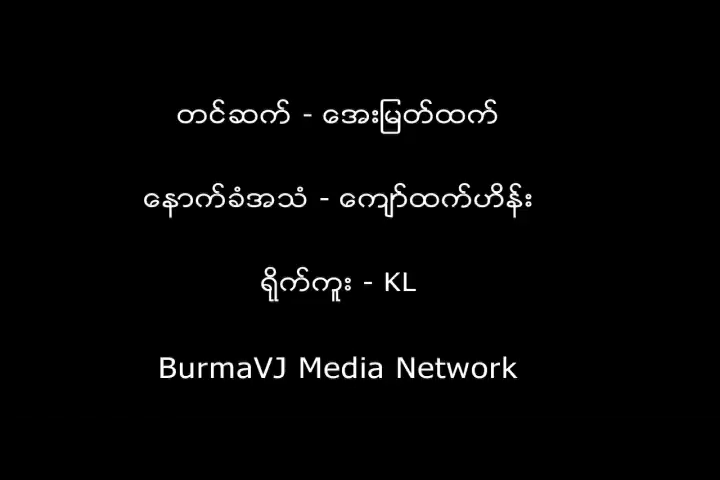 တင်ဆက် - အေးမြတ်ထက်
နောက်ခံအသံ - ကျော်ထက်ဟိန်း
ရိုက်ကူး - KL
BurmaVJ Media Network